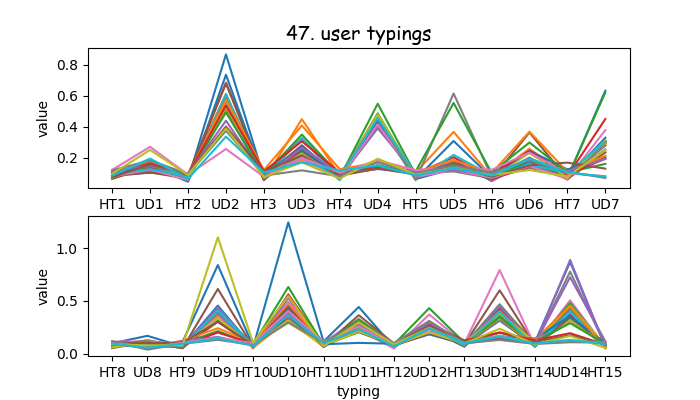 47. user typings
value
0.8
0.6
0.4
0.2
HT1 UD1 HT2 UD2 HT3 UD3 HT4 UD4 HT5 UD5 HT6 UD6 HT7 UD7
value
1.0
0.5
0.0
HT8 UD8 HT9 UD9 HT10 UD10 HT11 UD11 HT12 UD12 HT13 UD13 HT14 UD14 HT15
typing